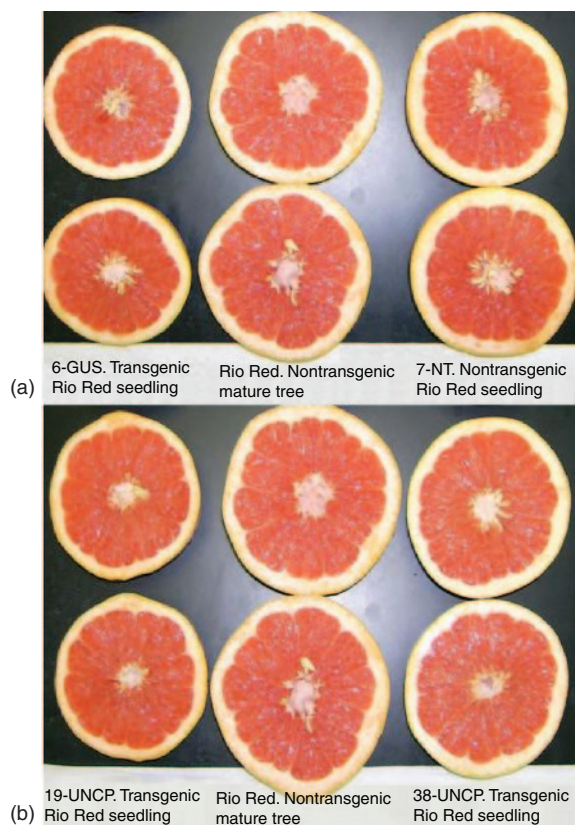 6-GUS. Transgenic
Rio Red seedling
Rio Red. Nontransgenic
mature tree
7-NT. Nontransgenic
Rio Red seedling
(a)
19-UNCP. Transgenic
Rio Red seedling
Rio Red. Nontransgenic
mature tree
38-UNCP. Transgenic
Rio Red seedling
(b)